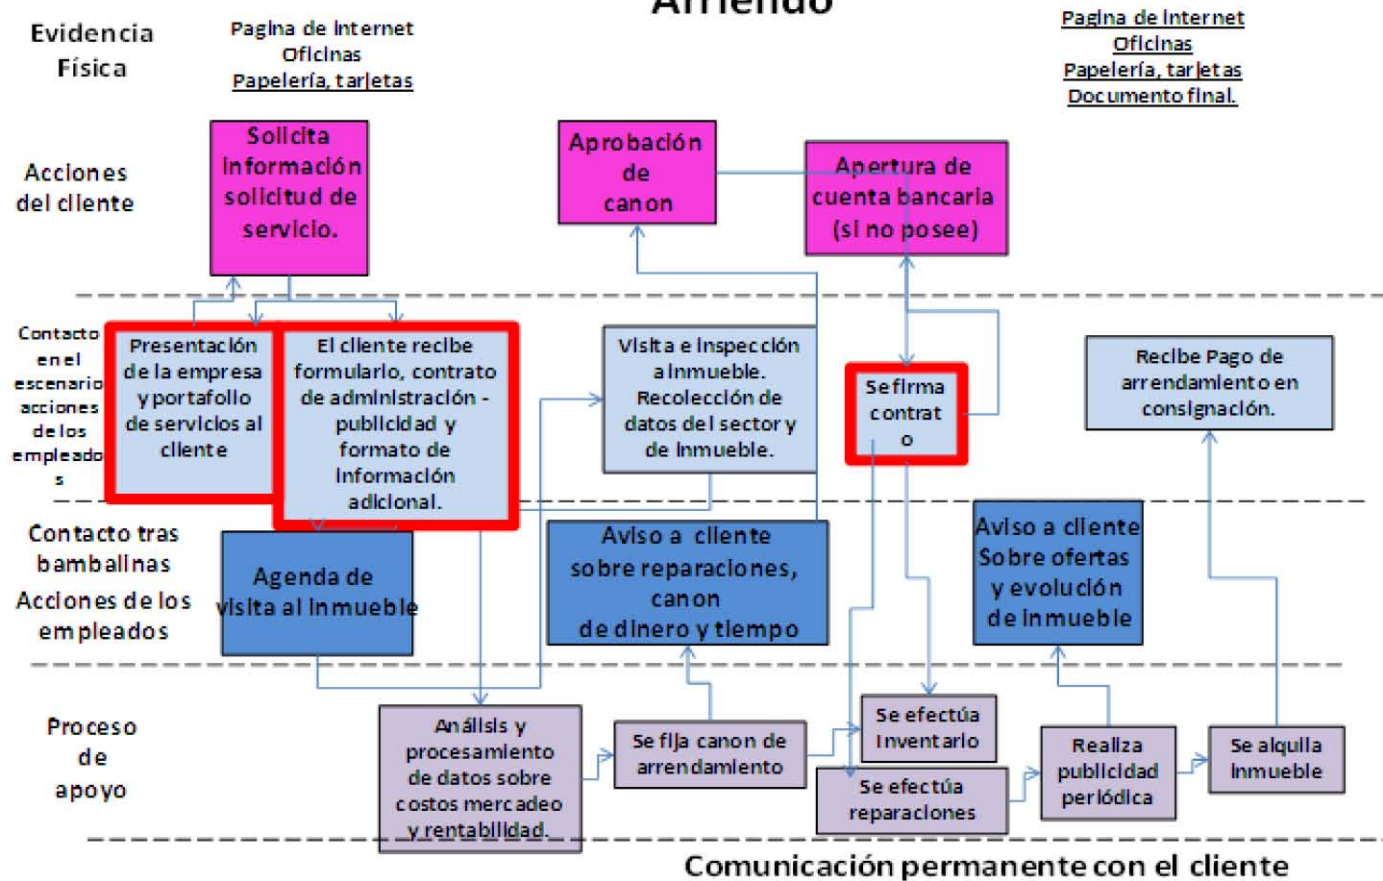 Arriendo
Evidencia
Física
Pagina de internet
Oficinas
Papelería, tarjetas
Pagina de internet
Oficinas
Papelería, tarjetas
Documento final.
Acciones
del cliente
Solicita
información
solicitud de
servicio.
Aprobación
de
canon
Apertura de
cuenta bancaria
(si no posee)
Contacto
en el
escenario
acciones
de los
empleado
s
Presentación
de la empresa
y portafolio
de servicios al
cliente
El cliente recibe
formulario, contrato
de administración -
publicidad y
formato de
información
adicional.
Visita e inspección
a inmueble.
Recolección de
datos del sector y
de inmueble.
Se firma
contrat
o
Recibe Pago de
arrendamiento en
consignación.
Contacto tras
bambalinas
Acciones de los
empleados
Agenda de
visita al inmueble
Aviso a cliente
sobre reparaciones,
canon
de dinero y tiempo
Aviso a cliente
Sobre ofertas
y evolución
de inmueble
Proceso
de
apoyo
Análisis y
procesamiento
de datos sobre
costos mercadeo
y rentabilidad.
Se fija canon de
arrendamiento
Se efectúa
Inventario
Se efectúa
reparaciones
Realiza
publicidad
periódica
Se alquila
inmueble
Comunicación permanente con el cliente